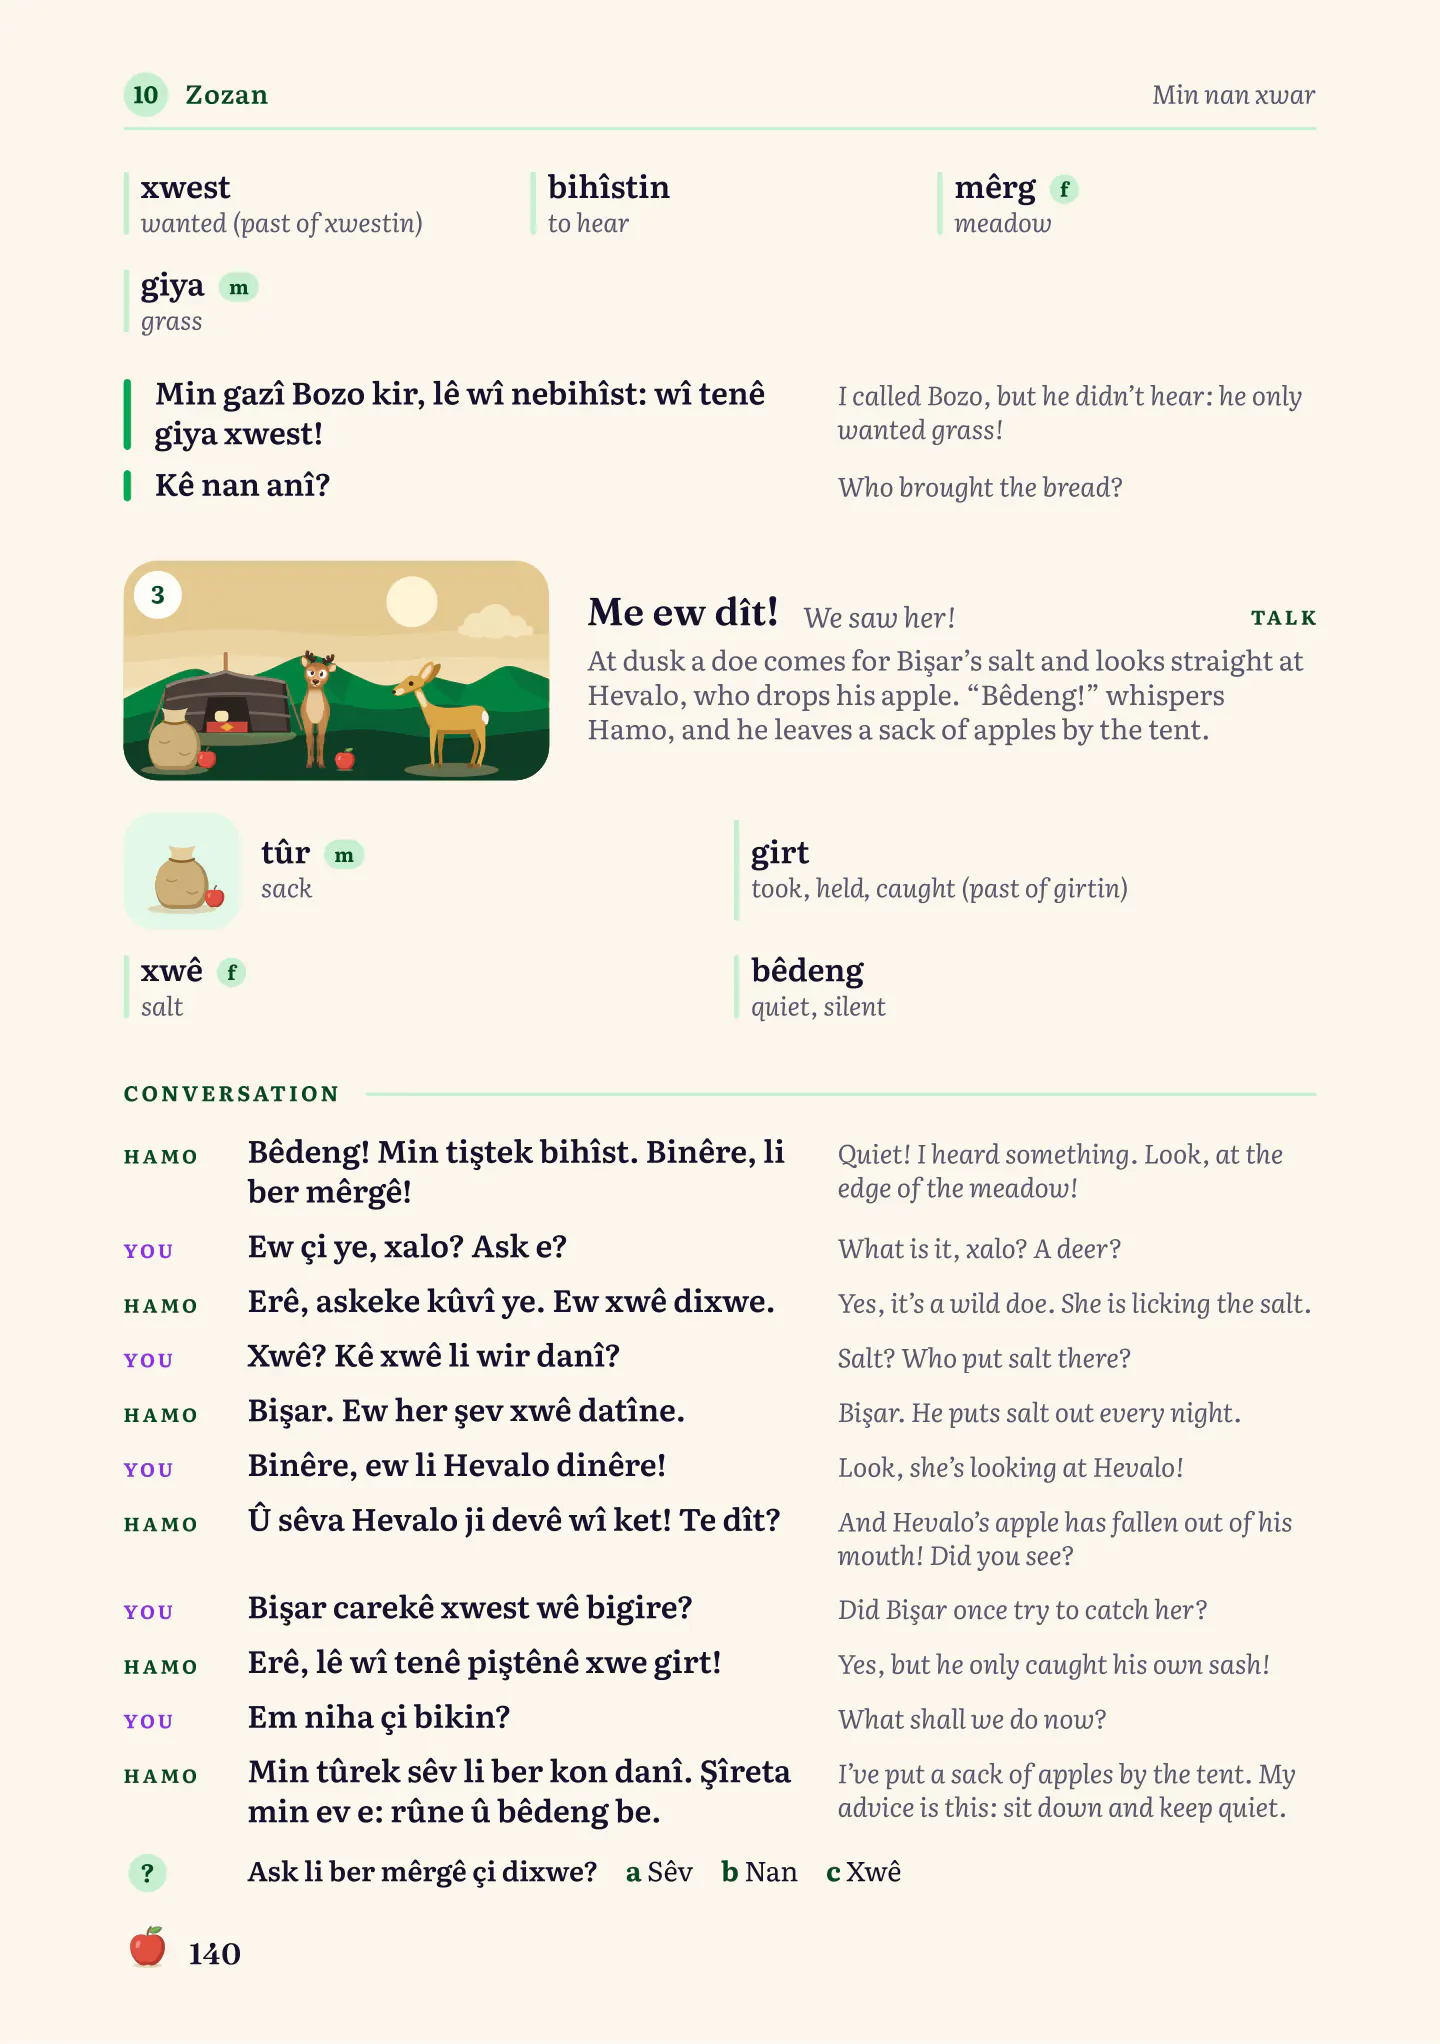 10 Zozan
Min nan xwar
xwest
wanted (past of xwestin)
bihîstin
to hear
mêrg f
meadow
giya m
grass
Min gazî Bozo kir, lê wî nebihîst: wî tenê
giya xwest!
I called Bozo, but he didn’t hear: he only
wanted grass!
Kê nan anî?
Who brought the bread?
3
Me ew dît! We saw her! TALK
At dusk a doe comes for Bişar’s salt and looks straight at
Hevalo, who drops his apple. “Bêdeng!” whispers
Hamo, and he leaves a sack of apples by the tent.
tûr m
sack
girt
took, held, caught (past of girtin)
xwê f
salt
bêdeng
quiet, silent
CONVERSATION
HAMO Bêdeng! Min tiştek bihîst. Binêre, li
ber mêrgê!
Quiet! I heard something. Look, at the
edge of the meadow!
YOU Ew çi ye, xalo? Ask e? What is it, xalo? A deer?
HAMO Erê, askeke kûvî ye. Ew xwê dixwe. Yes, it’s a wild doe. She is licking the salt.
YOU Xwê? Kê xwê li wir danî? Salt? Who put salt there?
HAMO Bişar. Ew her şev xwê datîne. Bişar. He puts salt out every night.
YOU Binêre, ew li Hevalo dinêre! Look, she’s looking at Hevalo!
HAMO Û sêva Hevalo ji devê wî ket! Te dît?
And Hevalo’s apple has fallen out of his
mouth! Did you see?
YOU Bişar carekê xwest wê bigire? Did Bişar once try to catch her?
HAMO Erê, lê wî tenê piştênê xwe girt! Yes, but he only caught his own sash!
YOU Em niha çi bikin? What shall we do now?
HAMO Min tûrek sêv li ber kon danî. Şîreta
min ev e: rûne û bêdeng be.
I’ve put a sack of apples by the tent. My
advice is this: sit down and keep quiet.
? Ask li ber mêrgê çi dixwe? a Sêv b Nan c Xwê
140